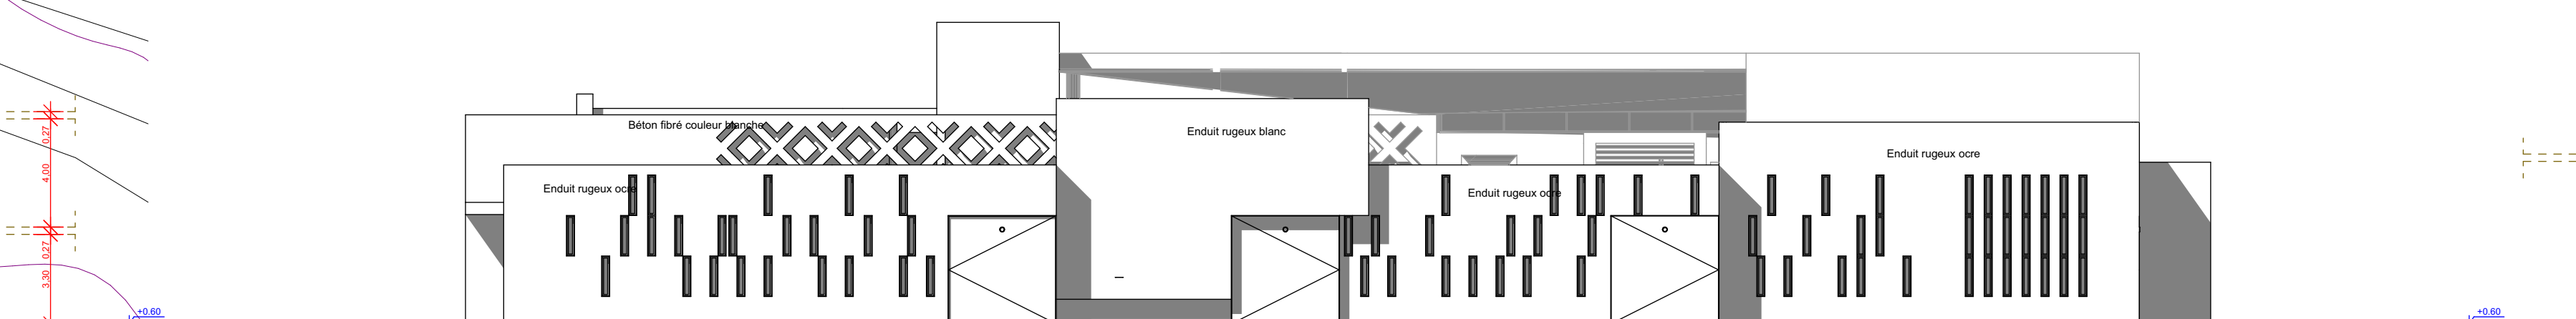 Béton fibré couleur blanche
Enduit rugeux blanc
Enduit rugeux ocre
Enduit rugeux ocre
Enduit rugeux ocre
0.27
4.00
0.27
3.30
+0.60
+0.60